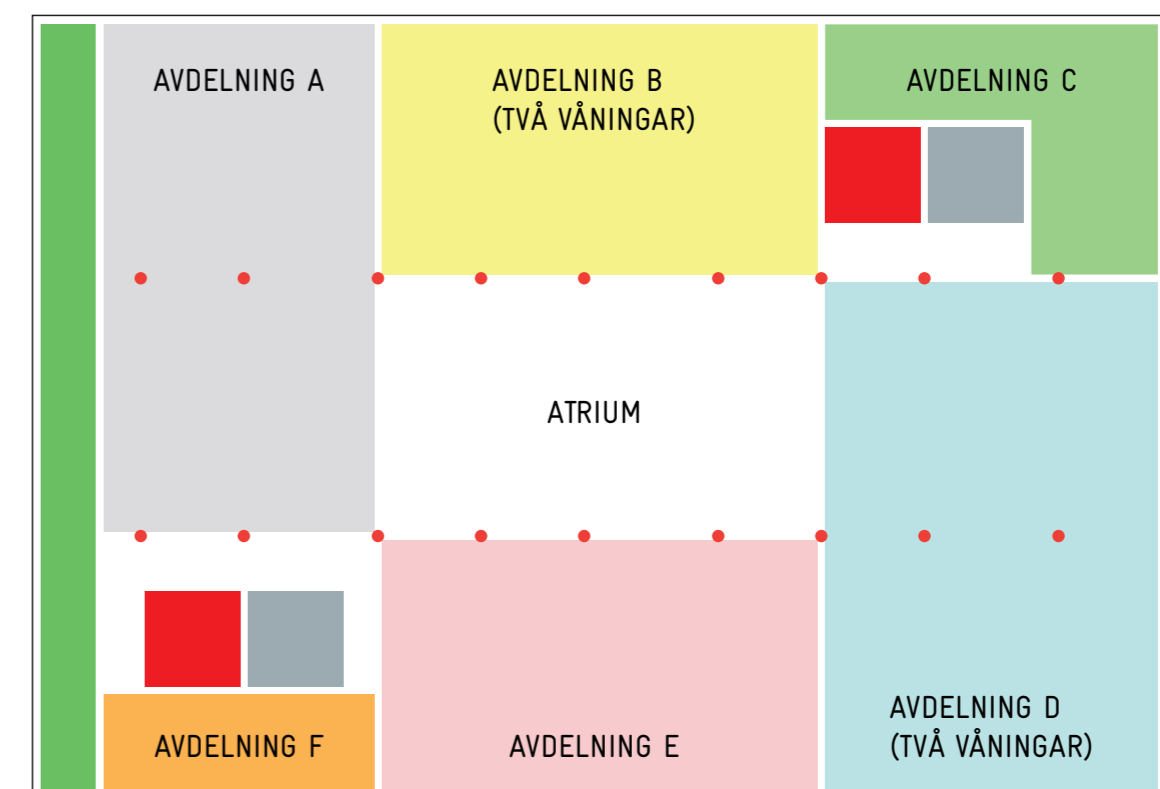 AVDELNING A
AVDELNING B
(TVÅ VÅNINGAR)
AVDELNING C
ATRIUM
AVDELNING F
AVDELNING E
AVDELNING D
(TVÅ VÅNINGAR)